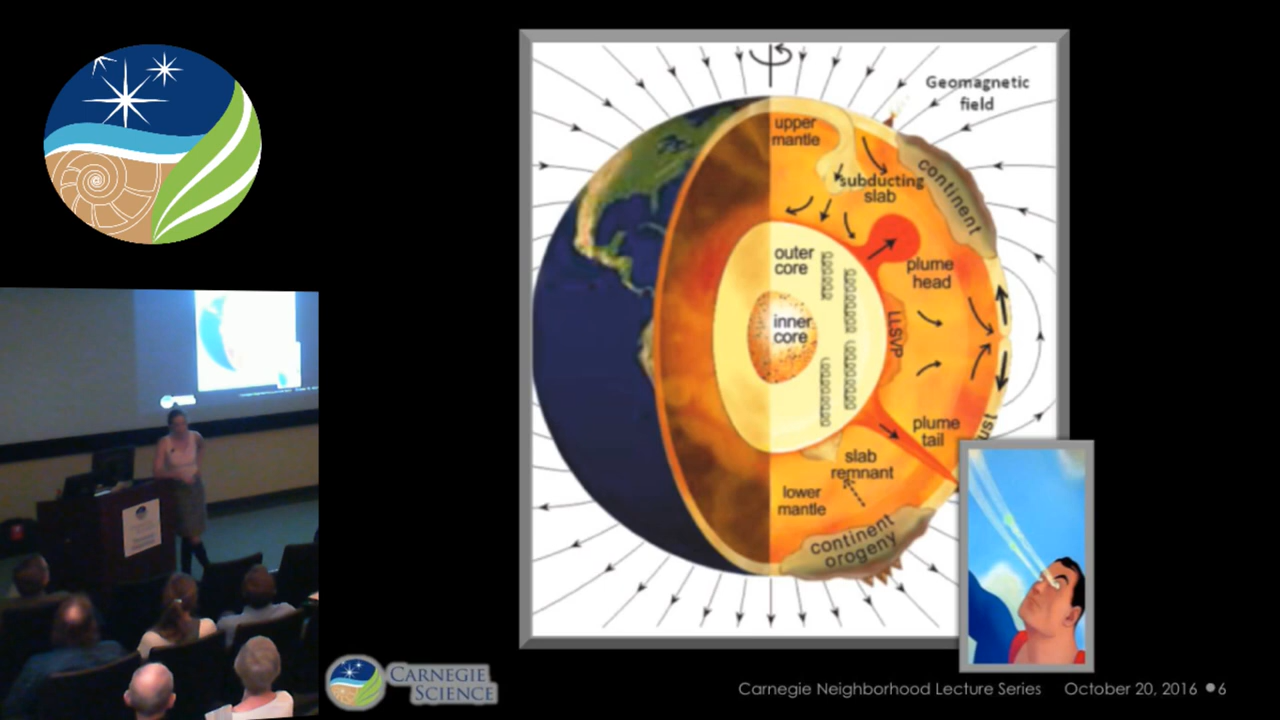 Geomagnetic
field
upper
mantle
continent
subducting
slab
outer
core
plume
head
inner
core
LLSVP
plume
tail
slab
remnant
lower
mantle
continent
orogeny
CARNEGIE
SCIENCE
Carnegie Neighborhood Lecture Series October 20, 2016 6